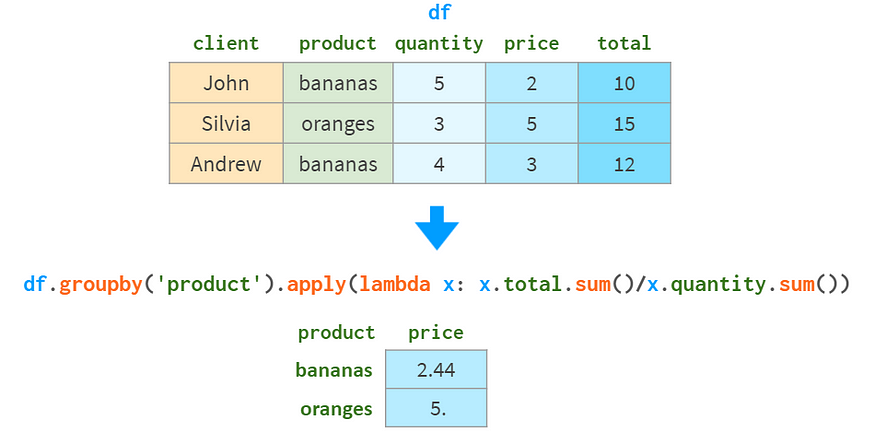 df
client product quantity price total
John bananas 5 2 10
Silvia oranges 3 5 15
Andrew bananas 4 3 12
df.groupby('product').apply(lambda x: x.total.sum()/x.quantity.sum())
product price
bananas 2.44
oranges 5.